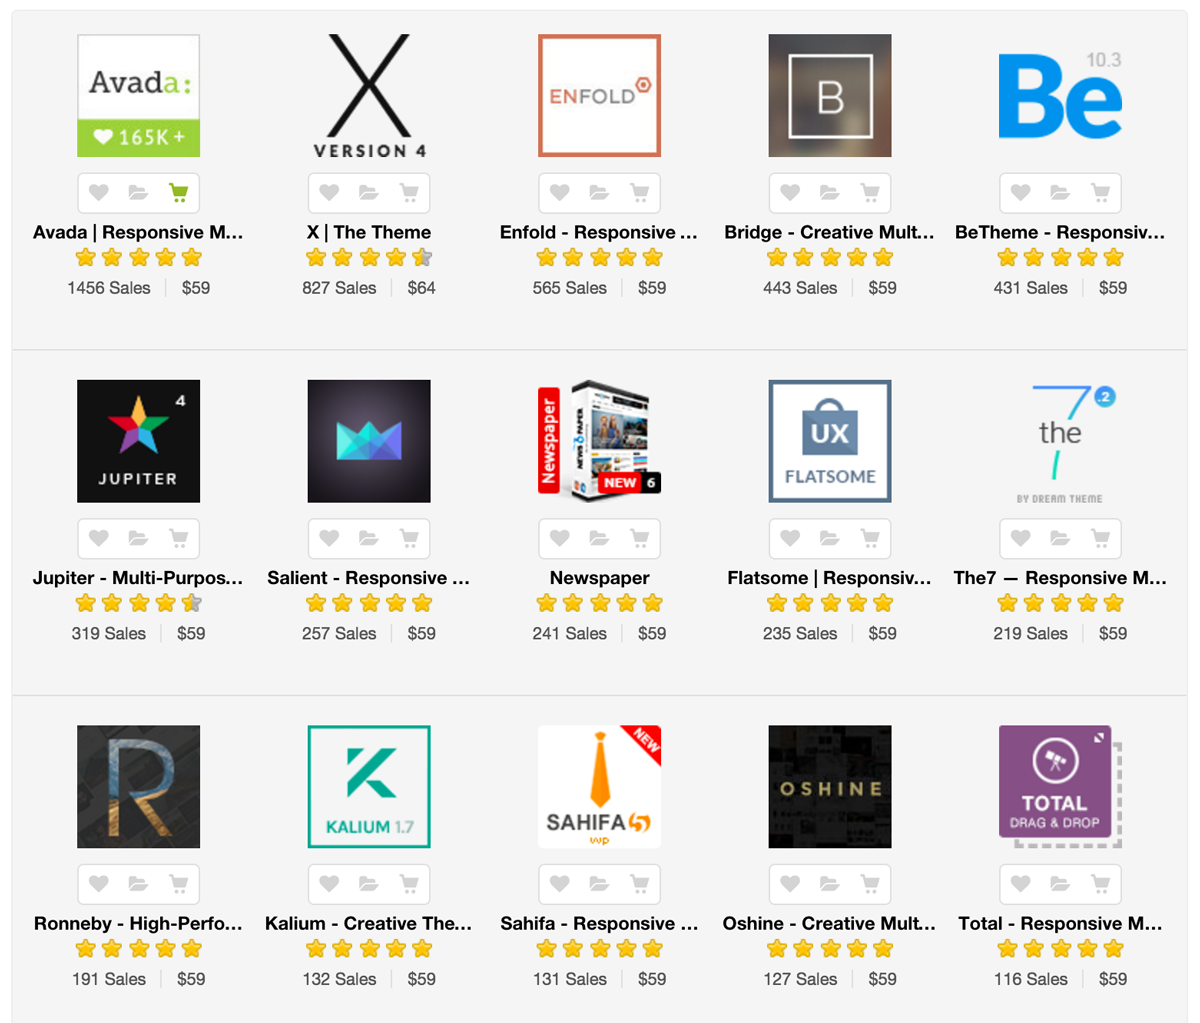 Avada:
165K +
X
VERSION 4
ENFOLD
B
10.3
Be
Avada | Responsive M...
X | The Theme
Enfold - Responsive ...
Bridge - Creative Mult...
BeTheme - Responsiv...
1456 Sales $59
827 Sales $64
565 Sales $59
443 Sales $59
431 Sales $59
4
JUPITER
Newspaper
NEWSPAPER
NEW 6
UX
FLATSOME
7.2
the
BY DREAM THEME
Jupiter - Multi-Purpos...
Salient - Responsive ...
Newspaper
Flatsome | Responsiv...
The7 — Responsive M...
319 Sales $59
257 Sales $59
241 Sales $59
235 Sales $59
219 Sales $59
R
K
KALIUM 1.7
NEW
SAHIFA 5
wp
OSHINE
TOTAL
DRAG & DROP
Ronneby - High-Perfo...
Kalium - Creative The...
Sahifa - Responsive ...
Oshine - Creative Mult...
Total - Responsive M...
191 Sales $59
132 Sales $59
131 Sales $59
127 Sales $59
116 Sales $59